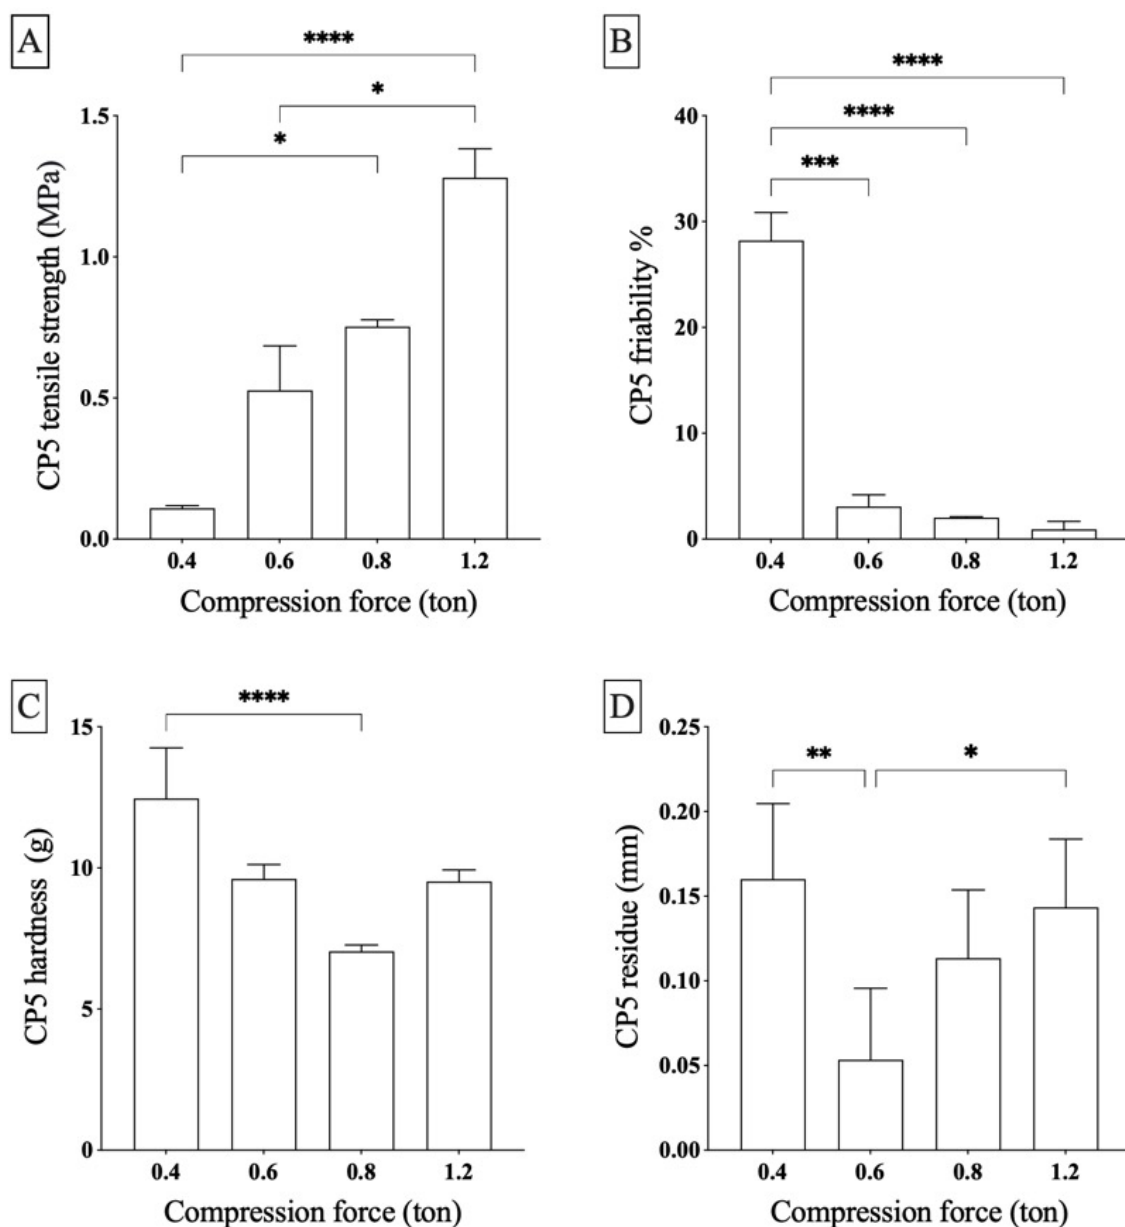 A
****
*
*
CP5 tensile strength (MPa)
1.5
1.0
0.5
0.0
0.4 0.6 0.8 1.2
Compression force (ton)
B
****
****
***
CP5 friability %
40
30
20
10
0
0.4 0.6 0.8 1.2
Compression force (ton)
C
****
CP5 hardness (g)
15
10
5
0
0.4 0.6 0.8 1.2
Compression force (ton)
D
** *
CP5 residue (mm)
0.25
0.20
0.15
0.10
0.05
0.00
0.4 0.6 0.8 1.2
Compression force (ton)